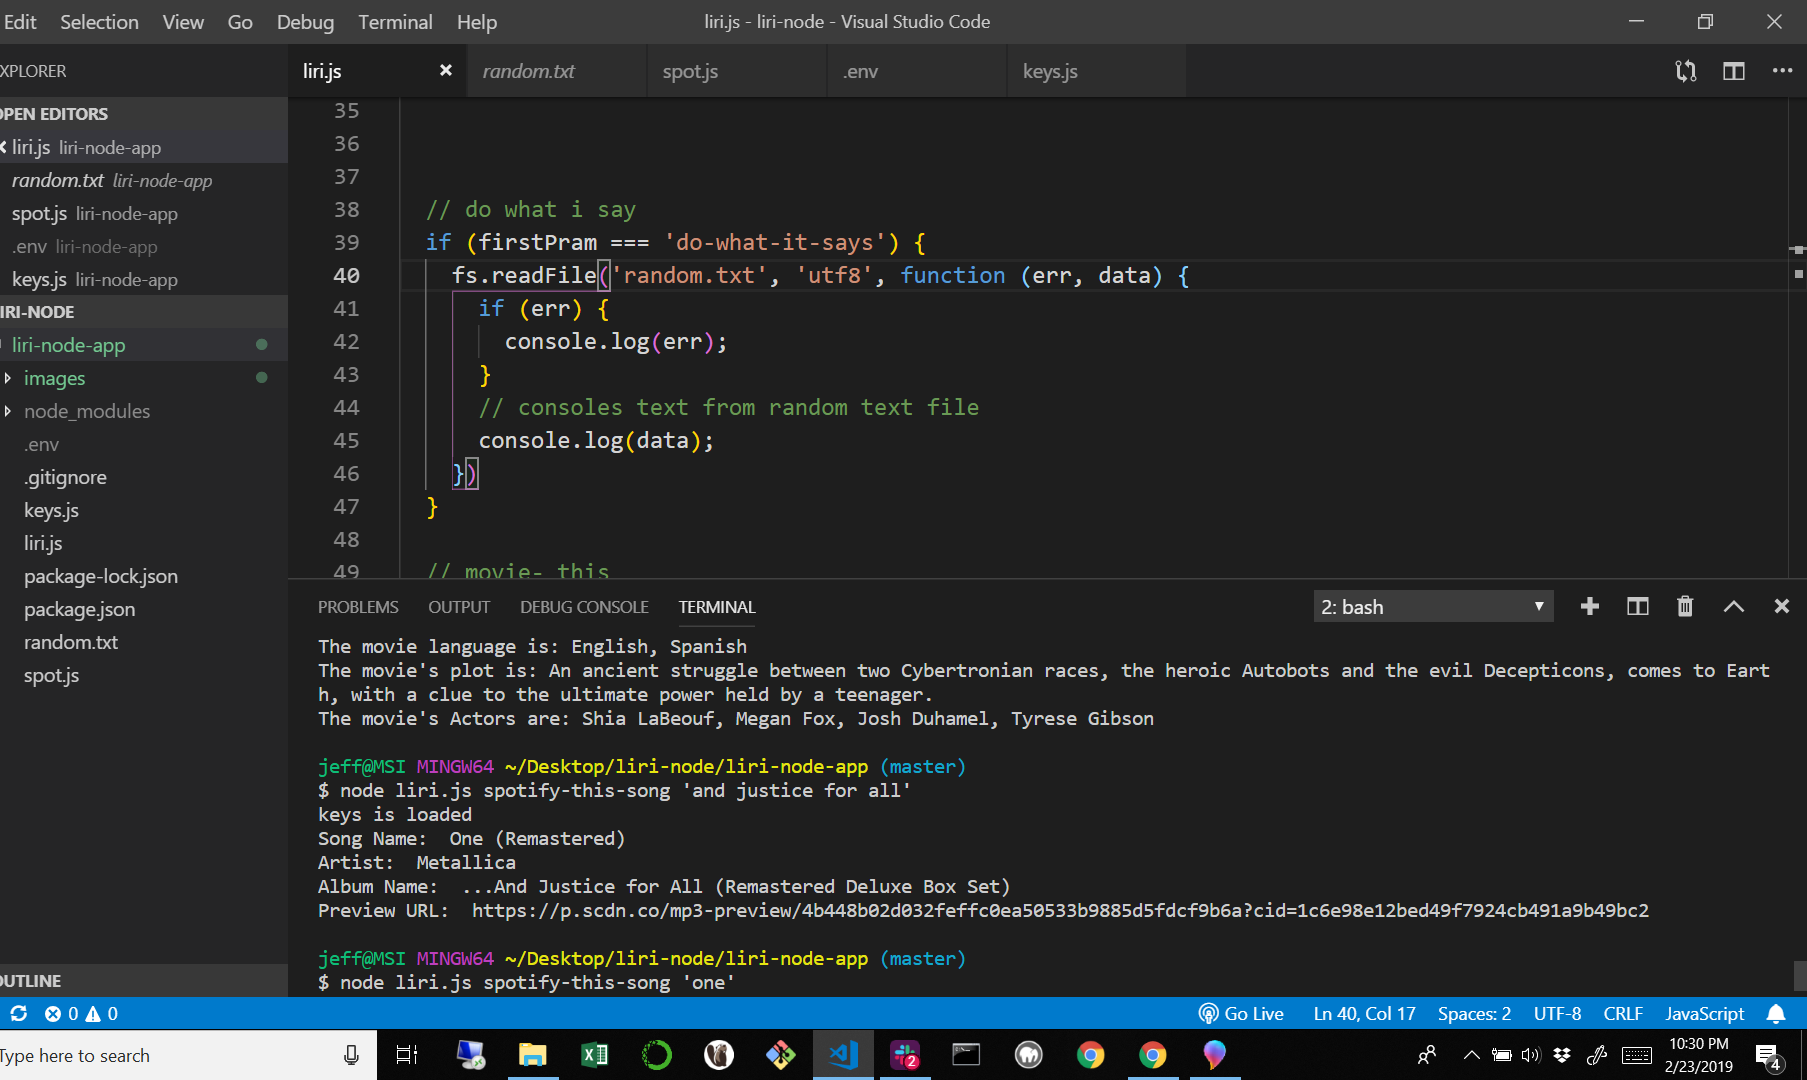 Edit Selection View Go Debug Terminal Help
liri.js - liri-node - Visual Studio Code
XPLORER
OPEN EDITORS
liri.js liri-node-app
random.txt liri-node-app
spot.js liri-node-app
.env liri-node-app
keys.js liri-node-app
IRI-NODE
liri-node-app
images
node_modules
.env
.gitignore
keys.js
liri.js
package-lock.json
package.json
random.txt
spot.js
OUTLINE
liri.js random.txt spot.js .env keys.js
35
36
37
38 // do what i say
39 if (firstPram === 'do-what-it-says') {
40 fs.readFile('random.txt', 'utf8', function (err, data) {
41 if (err) {
42 console.log(err);
43 }
44 // consoles text from random text file
45 console.log(data);
46 })
47 }
48
49 // movie- this
PROBLEMS OUTPUT DEBUG CONSOLE TERMINAL
2: bash
The movie language is: English, Spanish
The movie's plot is: An ancient struggle between two Cybertronian races, the heroic Autobots and the evil Decepticons, comes to Eart
h, with a clue to the ultimate power held by a teenager.
The movie's Actors are: Shia LaBeouf, Megan Fox, Josh Duhamel, Tyrese Gibson
jeff@MSI MINGW64 ~/Desktop/liri-node/liri-node-app (master)
$ node liri.js spotify-this-song 'and justice for all'
keys is loaded
Song Name:  One (Remastered)
Artist:  Metallica
Album Name:  ...And Justice for All (Remastered Deluxe Box Set)
Preview URL:  https://p.scdn.co/mp3-preview/4b448b02d032feffc0ea50533b9885d5fdcf9b6a?cid=1c6e98e12bed49f7924cb491a9b49bc2
jeff@MSI MINGW64 ~/Desktop/liri-node/liri-node-app (master)
$ node liri.js spotify-this-song 'one'
0 0
Go Live Ln 40, Col 17 Spaces: 2 UTF-8 CRLF JavaScript
Type here to search
2
10:30 PM
2/23/2019
4